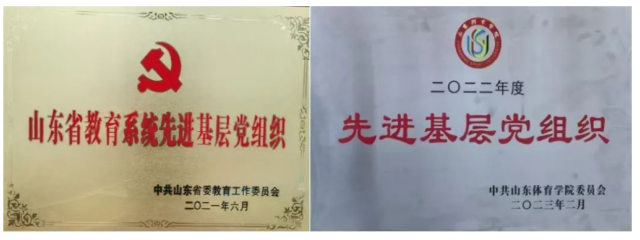 山东省教育系统先进基层党组织
中共山东省委教育工作委员会
二〇二一年六月
二〇二二年度
先进基层党组织
中共山东体育学院委员会
二〇二三年二月